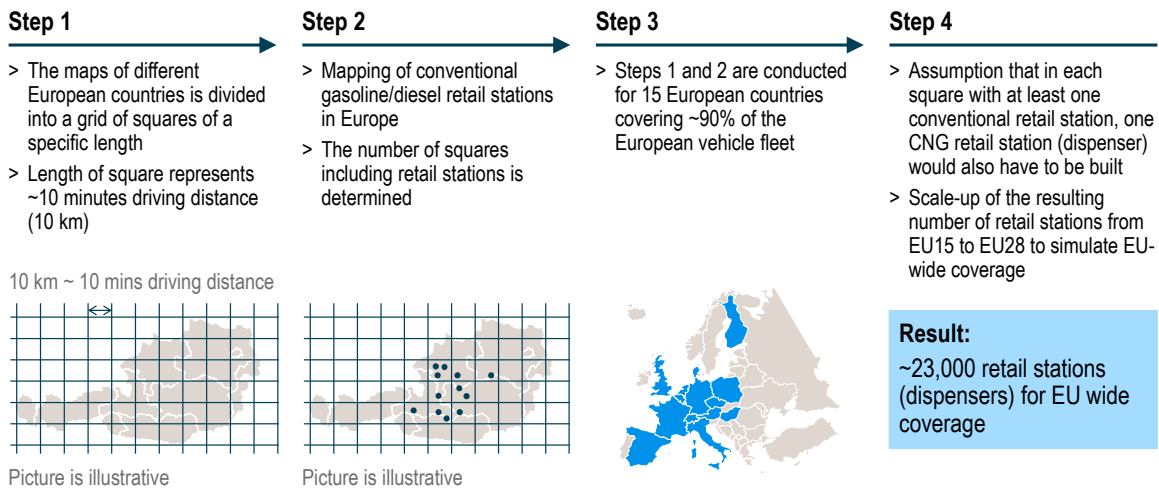 Step 1
> The maps of different
European countries is divided
into a grid of squares of a
specific length
> Length of square represents
~10 minutes driving distance
(10 km)
10 km ~ 10 mins driving distance
Picture is illustrative
Step 2
> Mapping of conventional
gasoline/diesel retail stations
in Europe
> The number of squares
including retail stations is
determined
Picture is illustrative
Step 3
> Steps 1 and 2 are conducted
for 15 European countries
covering ~90% of the
European vehicle fleet
Step 4
> Assumption that in each
square with at least one
conventional retail station, one
CNG retail station (dispenser)
would also have to be built
> Scale-up of the resulting
number of retail stations from
EU15 to EU28 to simulate EU-
wide coverage
Result:
~23,000 retail stations
(dispensers) for EU wide
coverage